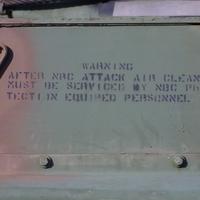 WARNING
AFTER NBC ATTACK AIR CLEAN
MUST BE SERVICED BY NBC PR
TECTION EQUIPED PERSONNEL